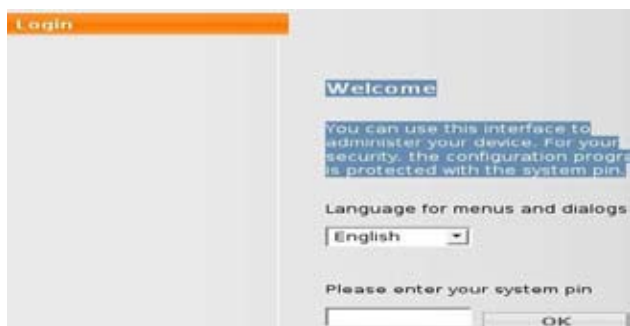 Login
Welcome
You can use this interface to
administer your device. For your
security, the configuration
is protected with the system pin.
Language for menus and dialogs
English
Please enter your system pin
OK